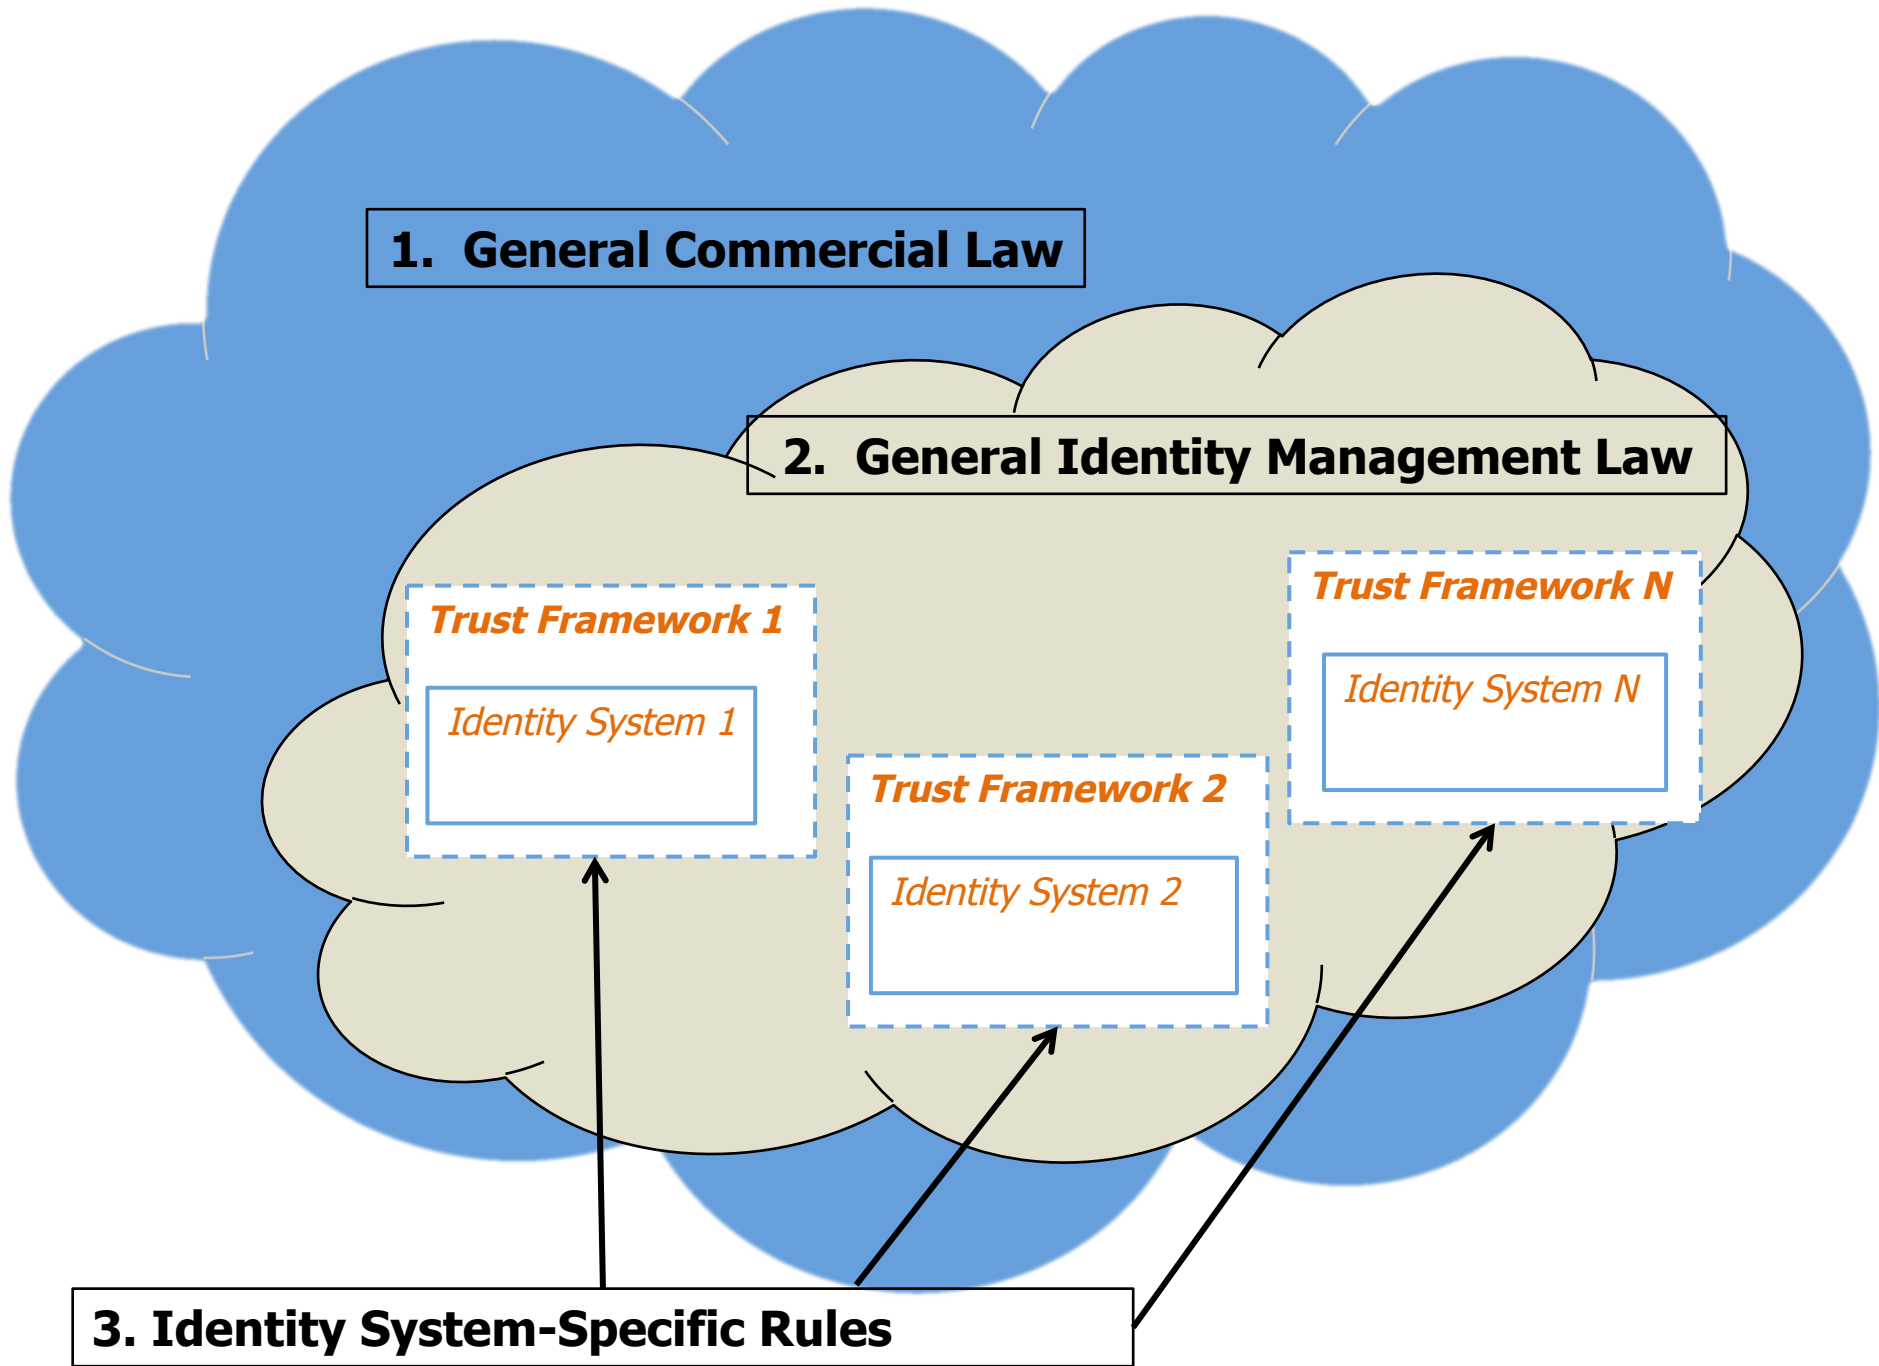 1. General Commercial Law
2. General Identity Management Law
Trust Framework 1
Identity System 1
Trust Framework 2
Identity System 2
Trust Framework N
Identity System N
3. Identity System-Specific Rules